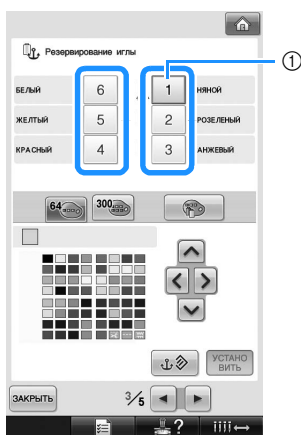 Резервирование иглы
1
БЕЛЫЙ 6 , , 1 НЯНОЙ
ЖЕЛТЫЙ 5 2 РОЗЕЛЕНЫЙ
КРАСНЫЙ 4 3 АНЖЕВЫЙ
64 300
УСТАНО
ВИТЬ
ЗАКРЫТЬ 3/5
?